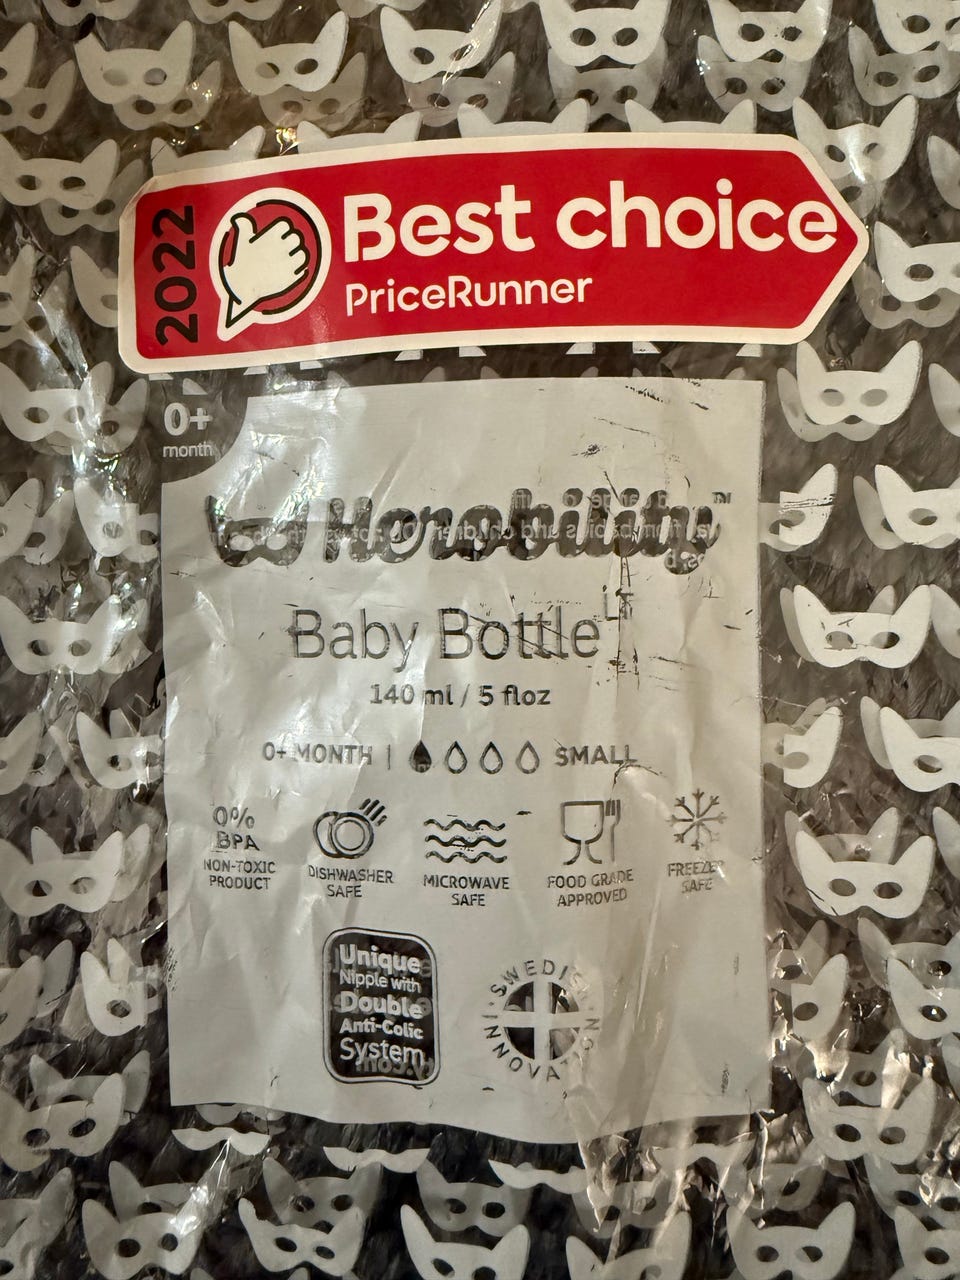 2022
Best choice
PriceRunner
0+
month
Herobility™
Baby Bottle LT
140 ml / 5 floz
0+ MONTH | SMALL
0%
BPA
NON-TOXIC
PRODUCT
DISHWASHER
SAFE
MICROWAVE
SAFE
FOOD GRADE
APPROVED
FREEZER
SAFE
Unique
Nipple with
Double
Anti-Colic
System
SWEDISH INNOVATION